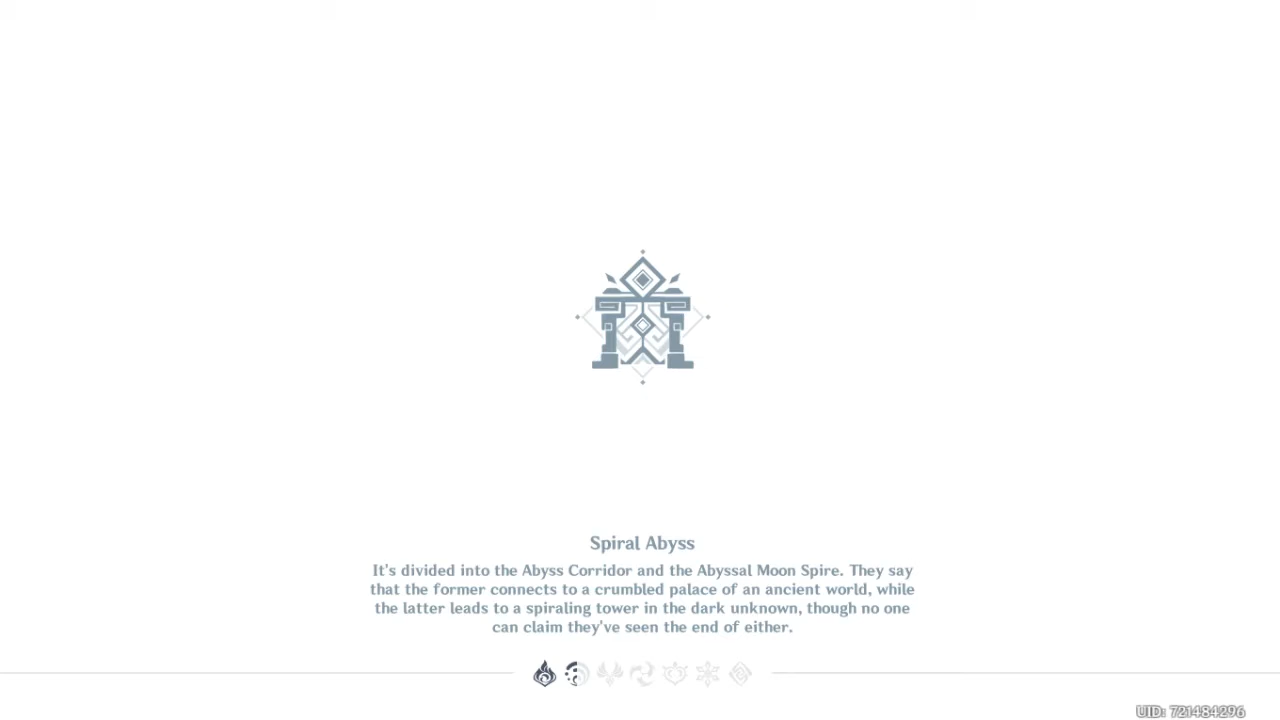 Spiral Abyss
It's divided into the Abyss Corridor and the Abyssal Moon Spire. They say
that the former connects to a crumbled palace of an ancient world, while
the latter leads to a spiraling tower in the dark unknown, though no one
can claim they've seen the end of either.
UID: 721484296